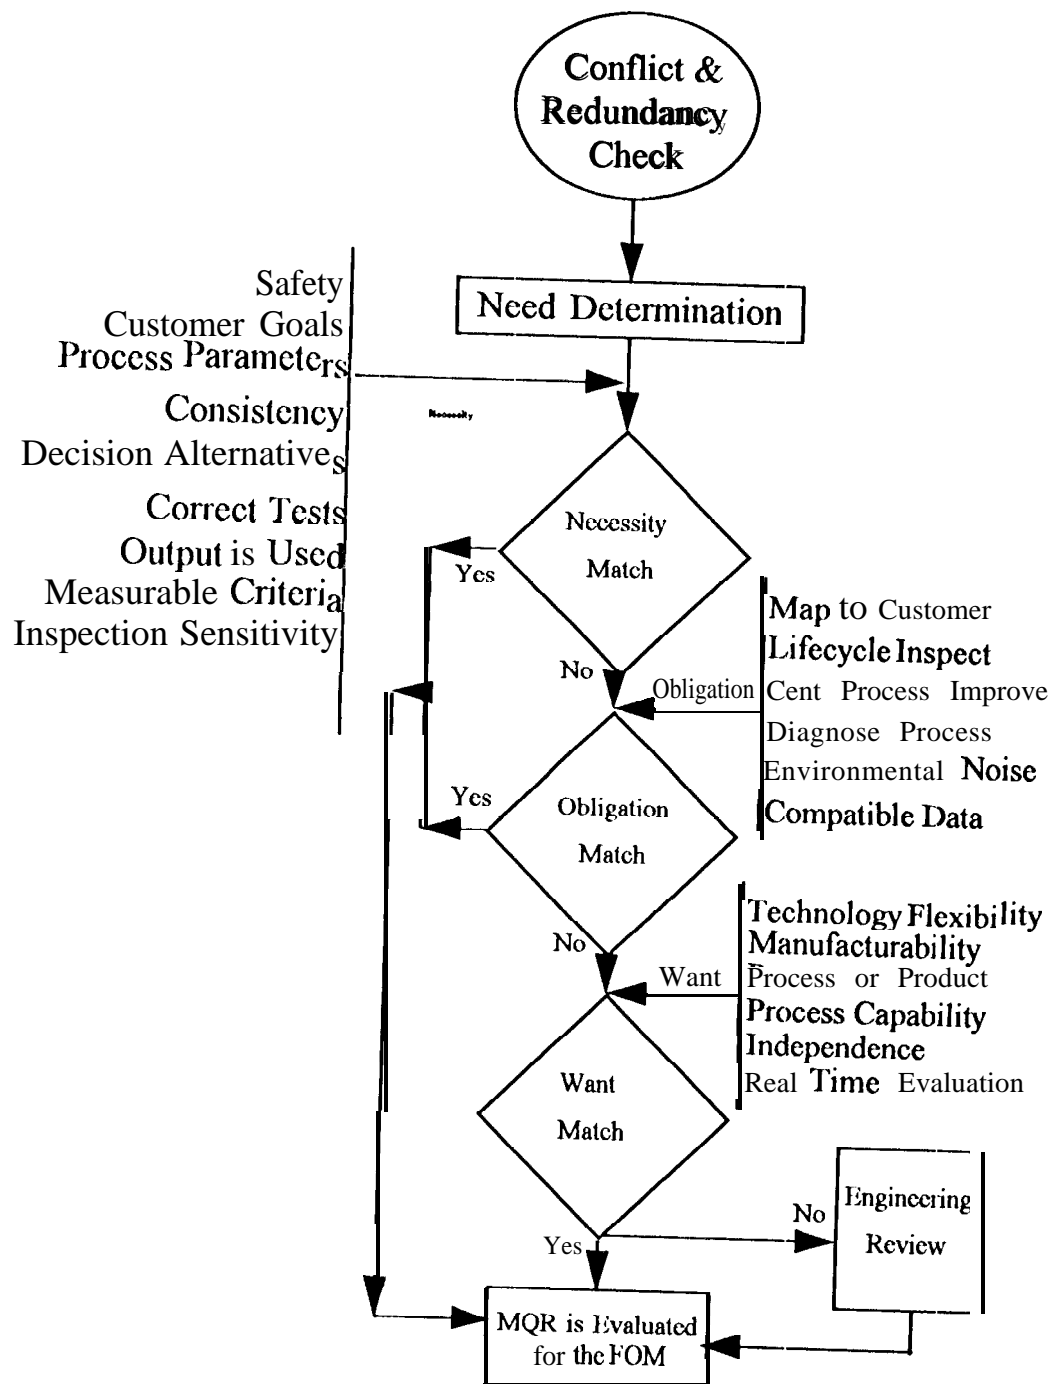 Conflict &
Redundancy
Check
Need Determination
Safety
Customer Goals
Process Parameters
Consistency
Decision Alternatives
Correct Tests
Output is Used
Measurable Criteria
Inspection Sensitivity
Necessity
Necessity
Match
Yes
No
Obligation
Map to Customer
Lifecycle Inspect
Cent Process Improve
Diagnose Process
Environmental Noise
Compatible Data
Obligation
Match
Yes
No
Want
Technology Flexibility
Manufacturability
Process or Product
Process Capability
Independence
Real Time Evaluation
Want
Match
No
Yes
Engineering
Review
MQR is Evaluated
for the FOM